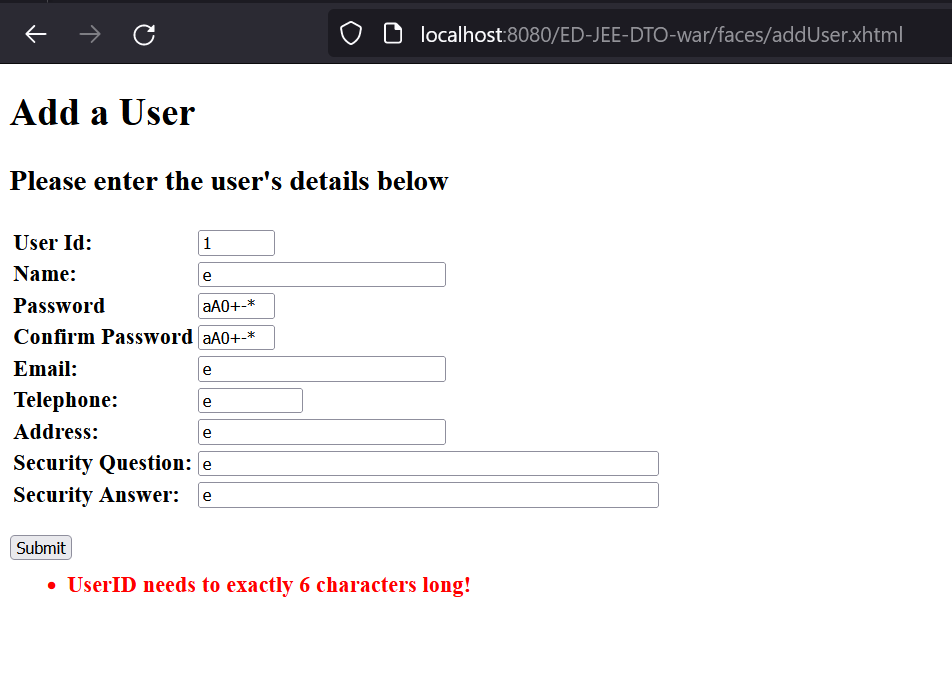 localhost:8080/ED-JEE-DTO-war/faces/addUser.xhtml
Add a User
Please enter the user's details below
User Id: 1
Name: e
Password aA0+-*
Confirm Password aA0+-*
Email: e
Telephone: e
Address: e
Security Question: e
Security Answer: e
Submit
• UserID needs to exactly 6 characters long!